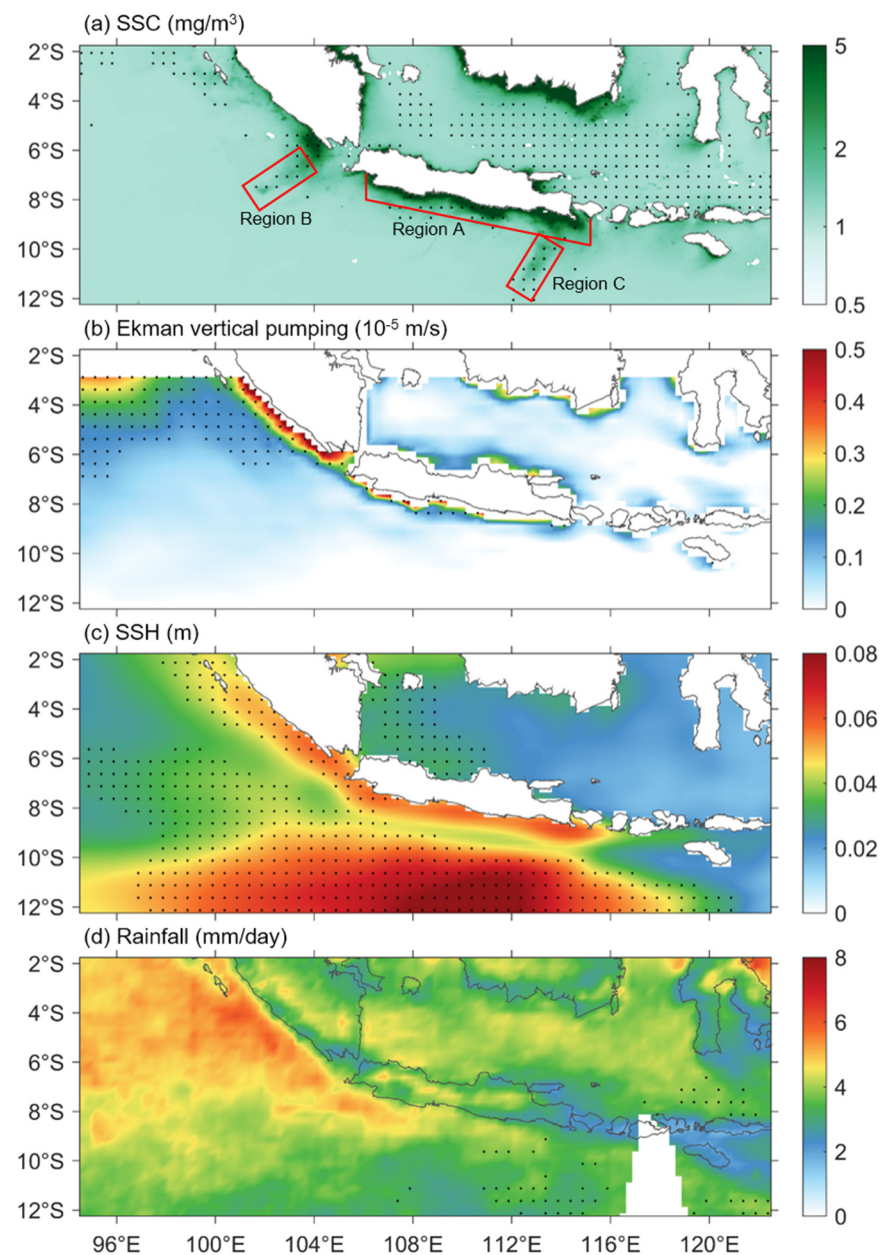 (a) SSC (mg/m³)
2°S
4°S
6°S
8°S
10°S
12°S
Region B
Region A
Region C
5
2
1
0.5
(b) Ekman vertical pumping (10⁻⁵ m/s)
2°S
4°S
6°S
8°S
10°S
12°S
0.5
0.4
0.3
0.2
0.1
0
(c) SSH (m)
2°S
4°S
6°S
8°S
10°S
12°S
0.08
0.06
0.04
0.02
0
(d) Rainfall (mm/day)
2°S
4°S
6°S
8°S
10°S
12°S
8
6
4
2
0
96°E 100°E 104°E 108°E 112°E 116°E 120°E